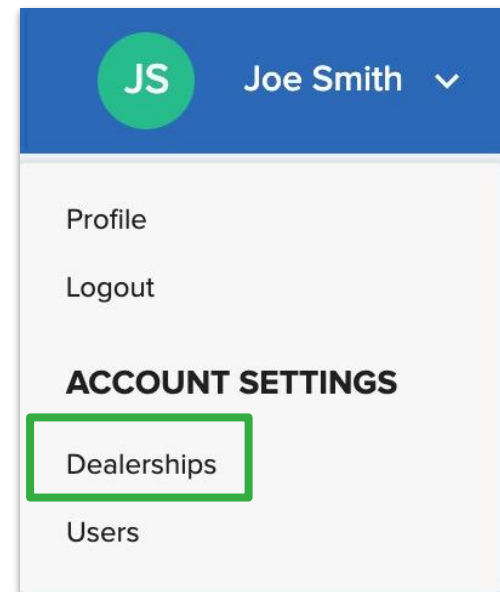 JS Joe Smith
Profile
Logout
ACCOUNT SETTINGS
Dealerships
Users